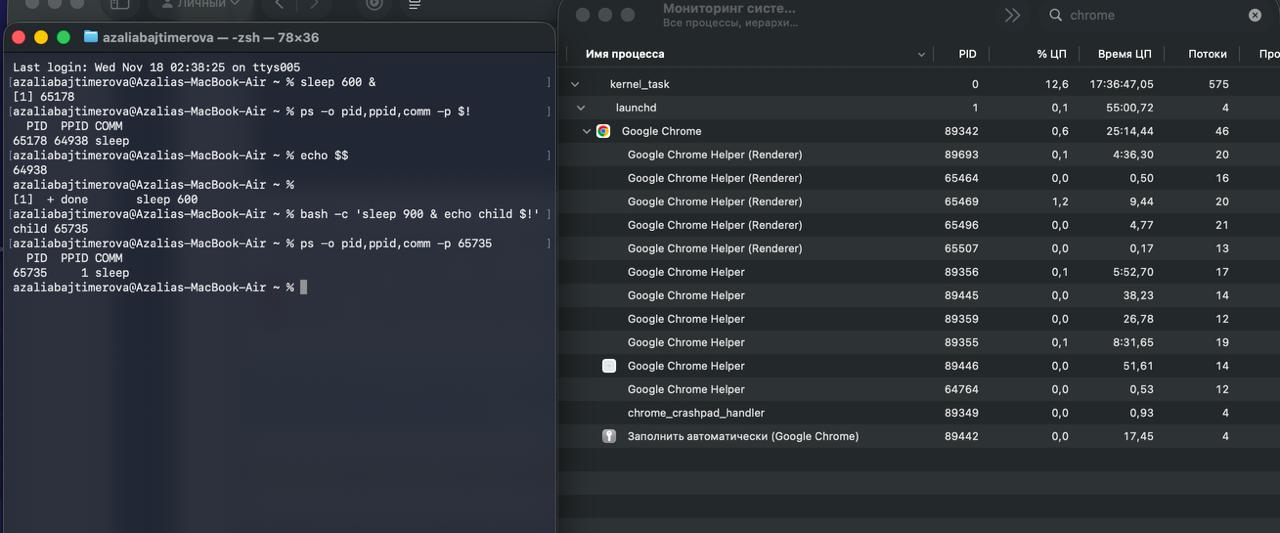 Личный
azaliabajtimerova — -zsh — 78×36
Last login: Wed Nov 18 02:38:25 on ttys005
[azaliabajtimerova@Azalias-MacBook-Air ~ % sleep 600 & ]
[1] 65178
[azaliabajtimerova@Azalias-MacBook-Air ~ % ps -o pid,ppid,comm -p $! ]
PID PPID COMM
65178 64938 sleep
[azaliabajtimerova@Azalias-MacBook-Air ~ % echo $$ ]
64938
azaliabajtimerova@Azalias-MacBook-Air ~ %
[1] + done sleep 600
[azaliabajtimerova@Azalias-MacBook-Air ~ % bash -c 'sleep 900 & echo child $!' ]
child 65735
[azaliabajtimerova@Azalias-MacBook-Air ~ % ps -o pid,ppid,comm -p 65735 ]
PID PPID COMM
65735 1 sleep
azaliabajtimerova@Azalias-MacBook-Air ~ %
Мониторинг систе...
Все процессы, иерархи...
chrome
Имя процесса PID % ЦП Время ЦП Потоки Про
kernel_task 0 12,6 17:36:47,05 575
launchd 1 0,1 55:00,72 4
Google Chrome 89342 0,6 25:14,44 46
Google Chrome Helper (Renderer) 89693 0,1 4:36,30 20
Google Chrome Helper (Renderer) 65464 0,1 0,50 16
Google Chrome Helper (Renderer) 65469 1,2 9,44 20
Google Chrome Helper (Renderer) 65496 0,0 4,77 21
Google Chrome Helper (Renderer) 65507 0,0 0,17 13
Google Chrome Helper 89356 0,1 5:52,70 17
Google Chrome Helper 89445 0,0 38,23 14
Google Chrome Helper 89359 0,0 26,78 12
Google Chrome Helper 89355 0,1 8:31,65 19
Google Chrome Helper 89446 0,0 51,61 14
Google Chrome Helper 64764 0,0 0,53 12
chrome_crashpad_handler 89349 0,0 0,93 4
Заполнить автоматически (Google Chrome) 89442 0,0 17,45 4